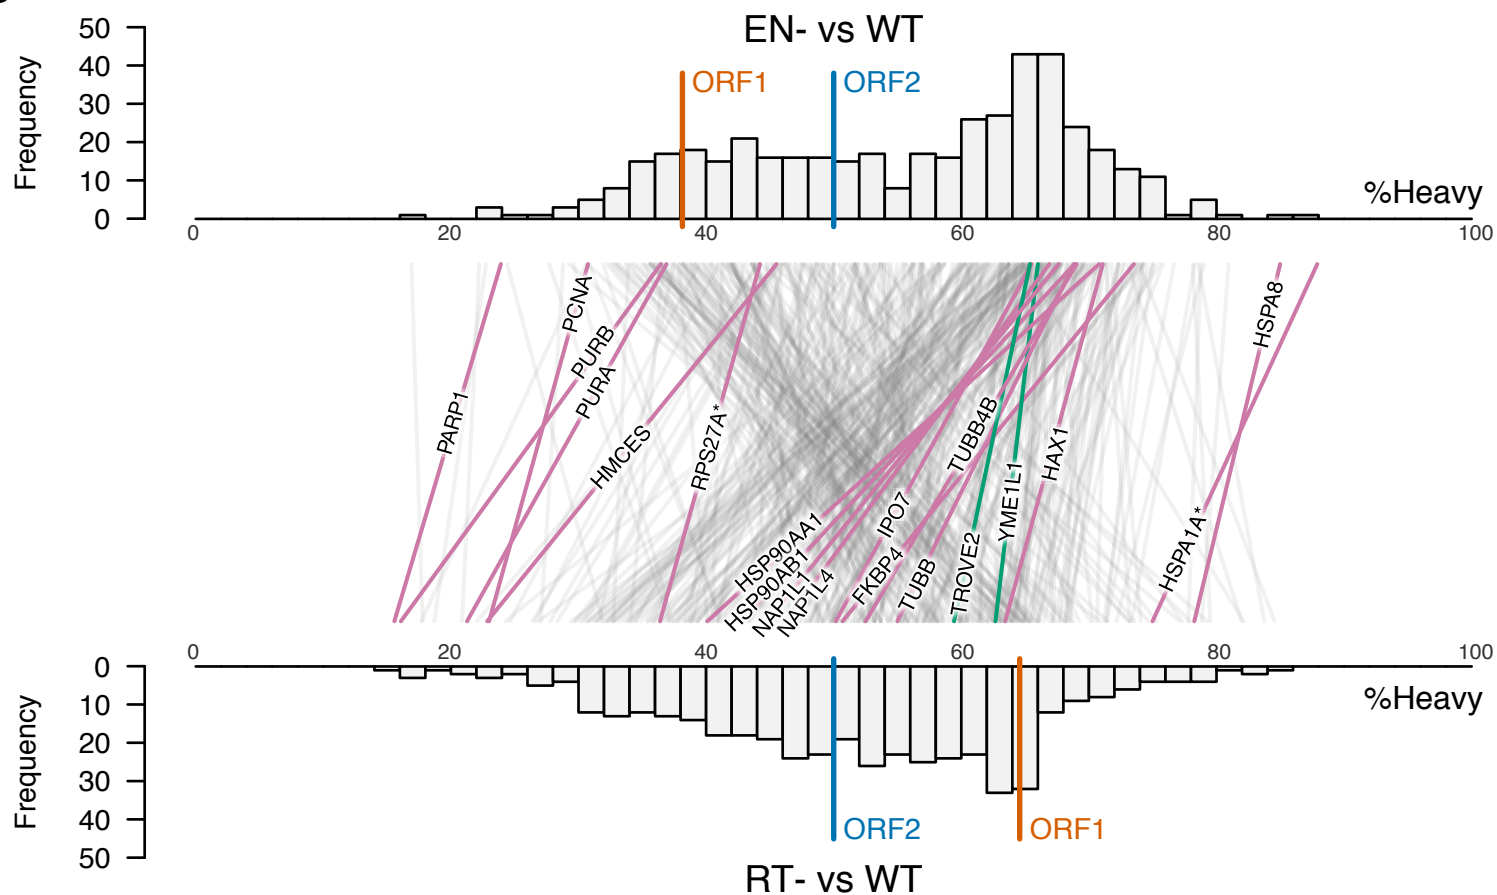 EN- vs WT
Frequency
50
40
30
20
10
0
ORF1
ORF2
%Heavy
0 20 40 60 80 100
PARP1
PCNA
PURB
PURA
HMCES
RPS27A*
HSP90AA1
HSP90AB1
NAP1L1
NAP1L4
IPO7
FKBP4
TUBB
TUBB4B
TROVE2
YME1L1
HAX1
HSPA1A*
HSPA8
0 20 40 60 80 100
%Heavy
Frequency
0
10
20
30
40
50
ORF2
ORF1
RT- vs WT